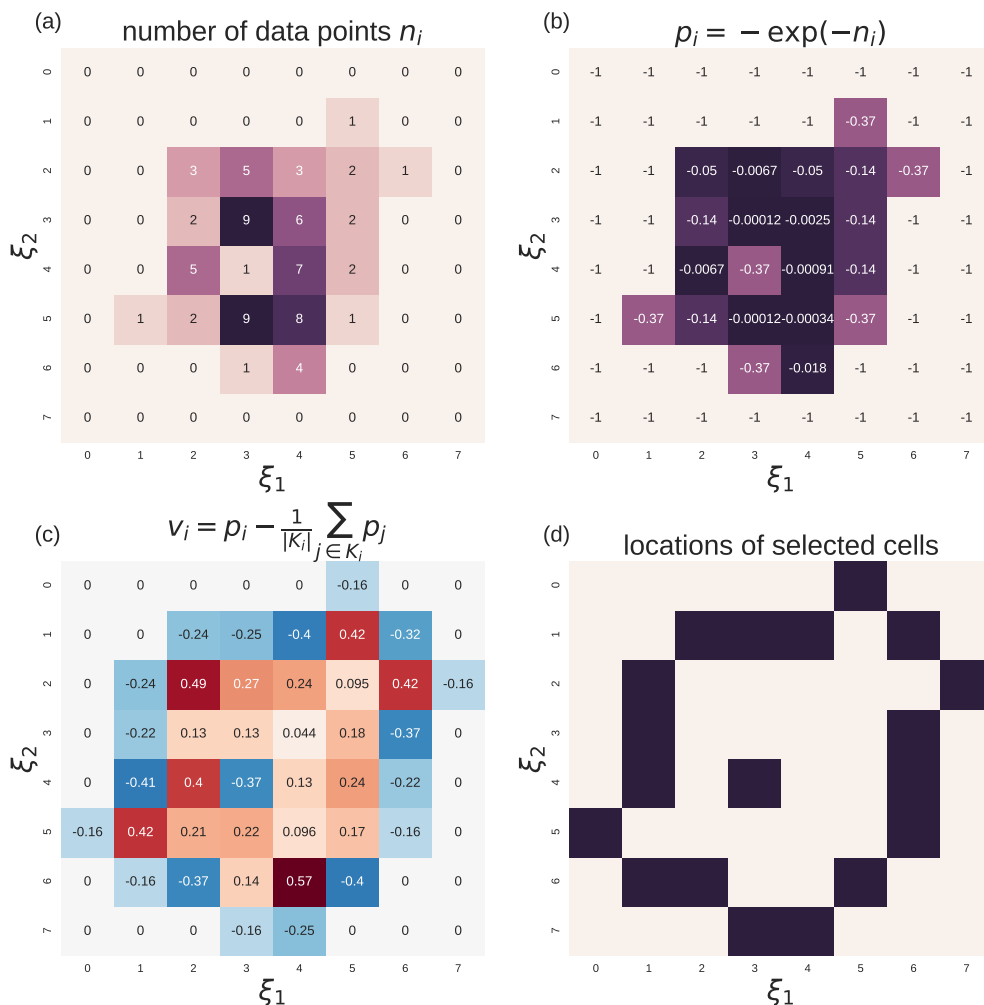 (a) number of data points n_i
0 0 0 0 0 0 0 0 0
1 0 0 0 0 0 1 0 0
2 0 0 3 5 3 2 1 0
3 0 0 2 9 6 2 0 0
4 0 0 5 1 7 2 0 0
5 0 1 2 9 8 1 0 0
6 0 0 0 1 4 0 0 0
7 0 0 0 0 0 0 0 0
0 1 2 3 4 5 6 7
ξ_2
ξ_1
(b) p_i = − exp(−n_i)
0 -1 -1 -1 -1 -1 -1 -1 -1
1 -1 -1 -1 -1 -1 -0.37 -1 -1
2 -1 -1 -0.05 -0.0067 -0.05 -0.14 -0.37 -1
3 -1 -1 -0.14 -0.00012 -0.0025 -0.14 -1 -1
4 -1 -1 -0.0067 -0.37 -0.00091 -0.14 -1 -1
5 -1 -0.37 -0.14 -0.00012 -0.00034 -0.37 -1 -1
6 -1 -1 -1 -0.37 -0.018 -1 -1 -1
7 -1 -1 -1 -1 -1 -1 -1 -1
0 1 2 3 4 5 6 7
ξ_2
ξ_1
(c) v_i = p_i − 1/|K_i| ∑ j ∈ K_i p_j
0 0 0 0 0 0 -0.16 0 0
1 0 0 -0.24 -0.25 -0.4 0.42 -0.32 0
2 0 -0.24 0.49 0.27 0.24 0.095 0.42 -0.16
3 0 -0.22 0.13 0.13 0.044 0.18 -0.37 0
4 0 -0.41 0.4 -0.37 0.13 0.24 -0.22 0
5 -0.16 0.42 0.21 0.22 0.096 0.17 -0.16 0
6 0 -0.16 -0.37 0.14 0.57 -0.4 0 0
7 0 0 0 -0.16 -0.25 0 0 0
0 1 2 3 4 5 6 7
ξ_2
ξ_1
(d) locations of selected cells
0
1
2
3
4
5
6
7
0 1 2 3 4 5 6 7
ξ_2
ξ_1